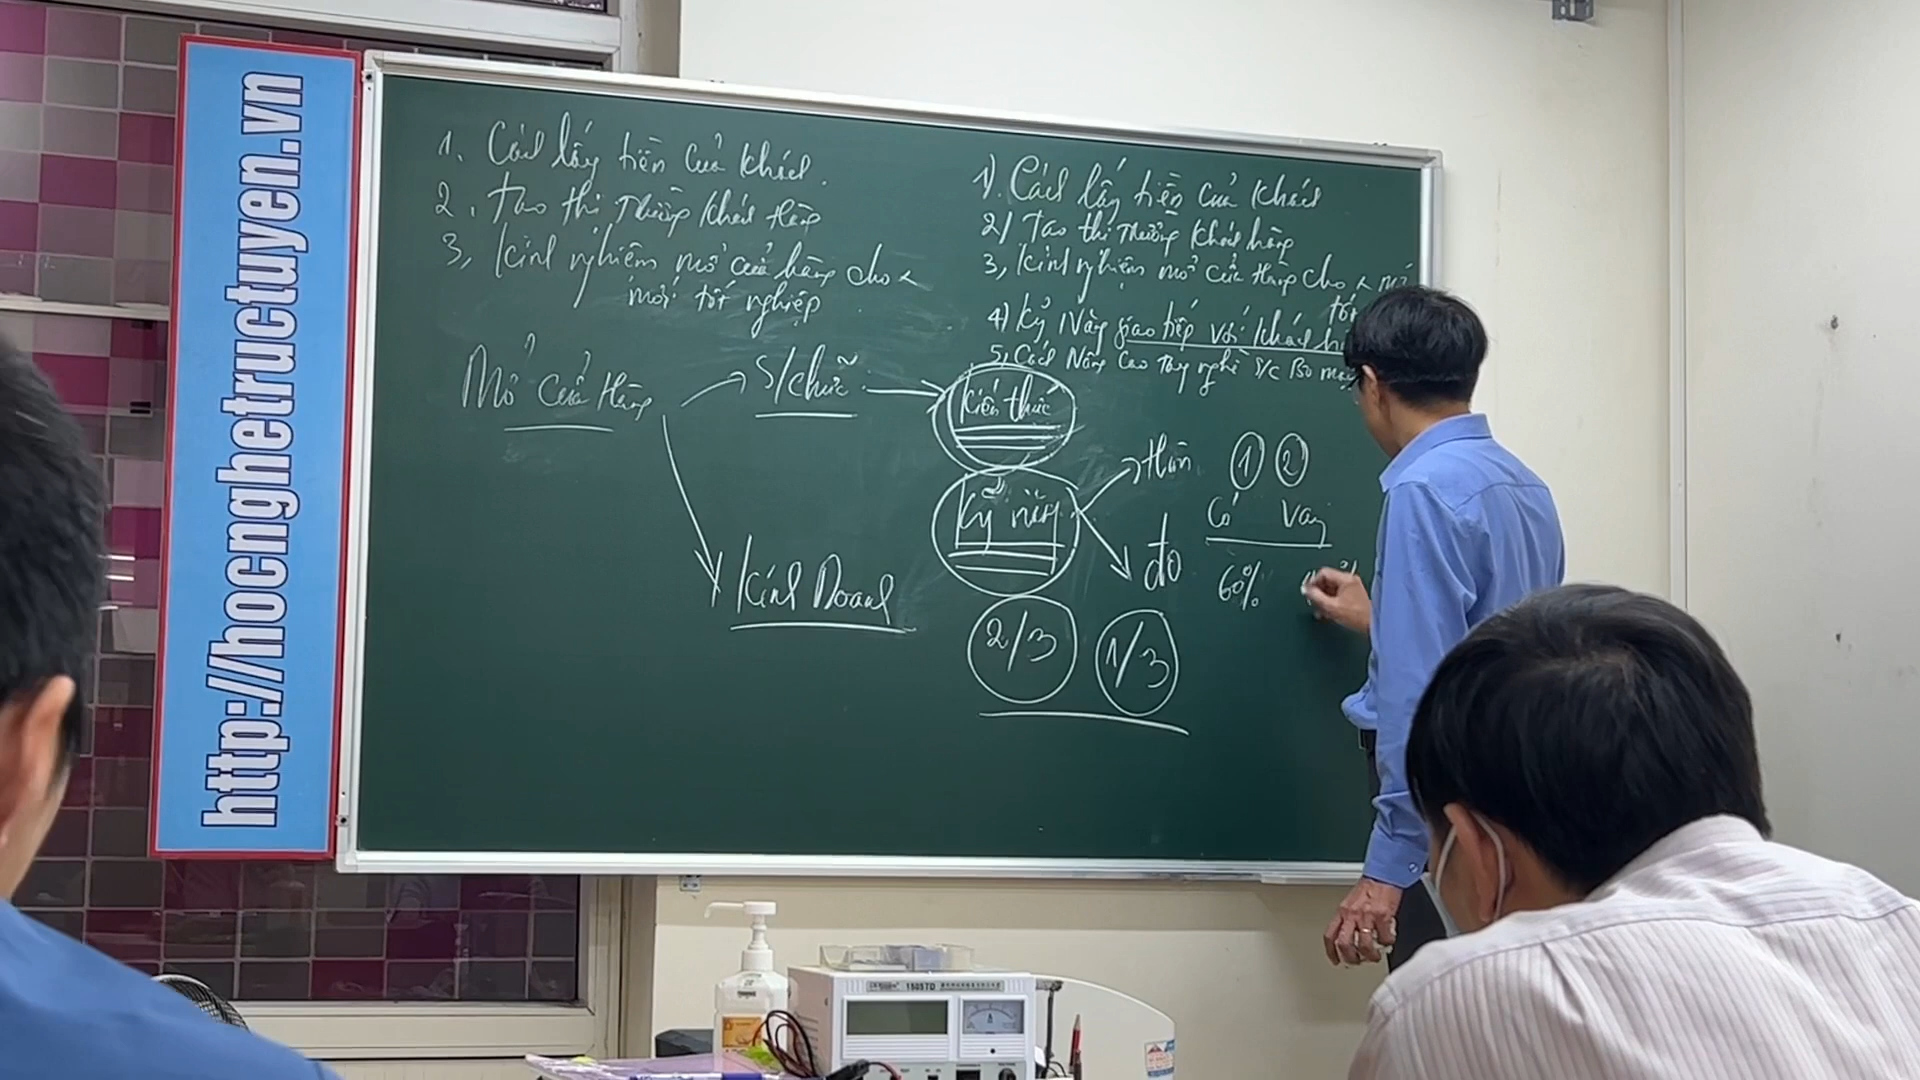 http://hocnghetructuyen.vn
1. Cách lấy tiền của khách.
2. Tạo thị trường khách hàng
3, kinh nghiệm mở cửa hàng cho
mới tốt nghiệp
Mở cửa hàng
S/chữa
Kinh Doanh
1). Cách lấy tiền của khách
2/ Tạo thị trường khách hàng
3, kinh nghiệm mở cửa hàng cho
4) Kỹ Năng giao tiếp với khách
5, Cách Nâng Cao Tay nghề S/c Bo mạch
Kiến thức
Kỹ năng
Hàn
đo
2/3
1/3
1 2
Có Vay
60%
1505TD